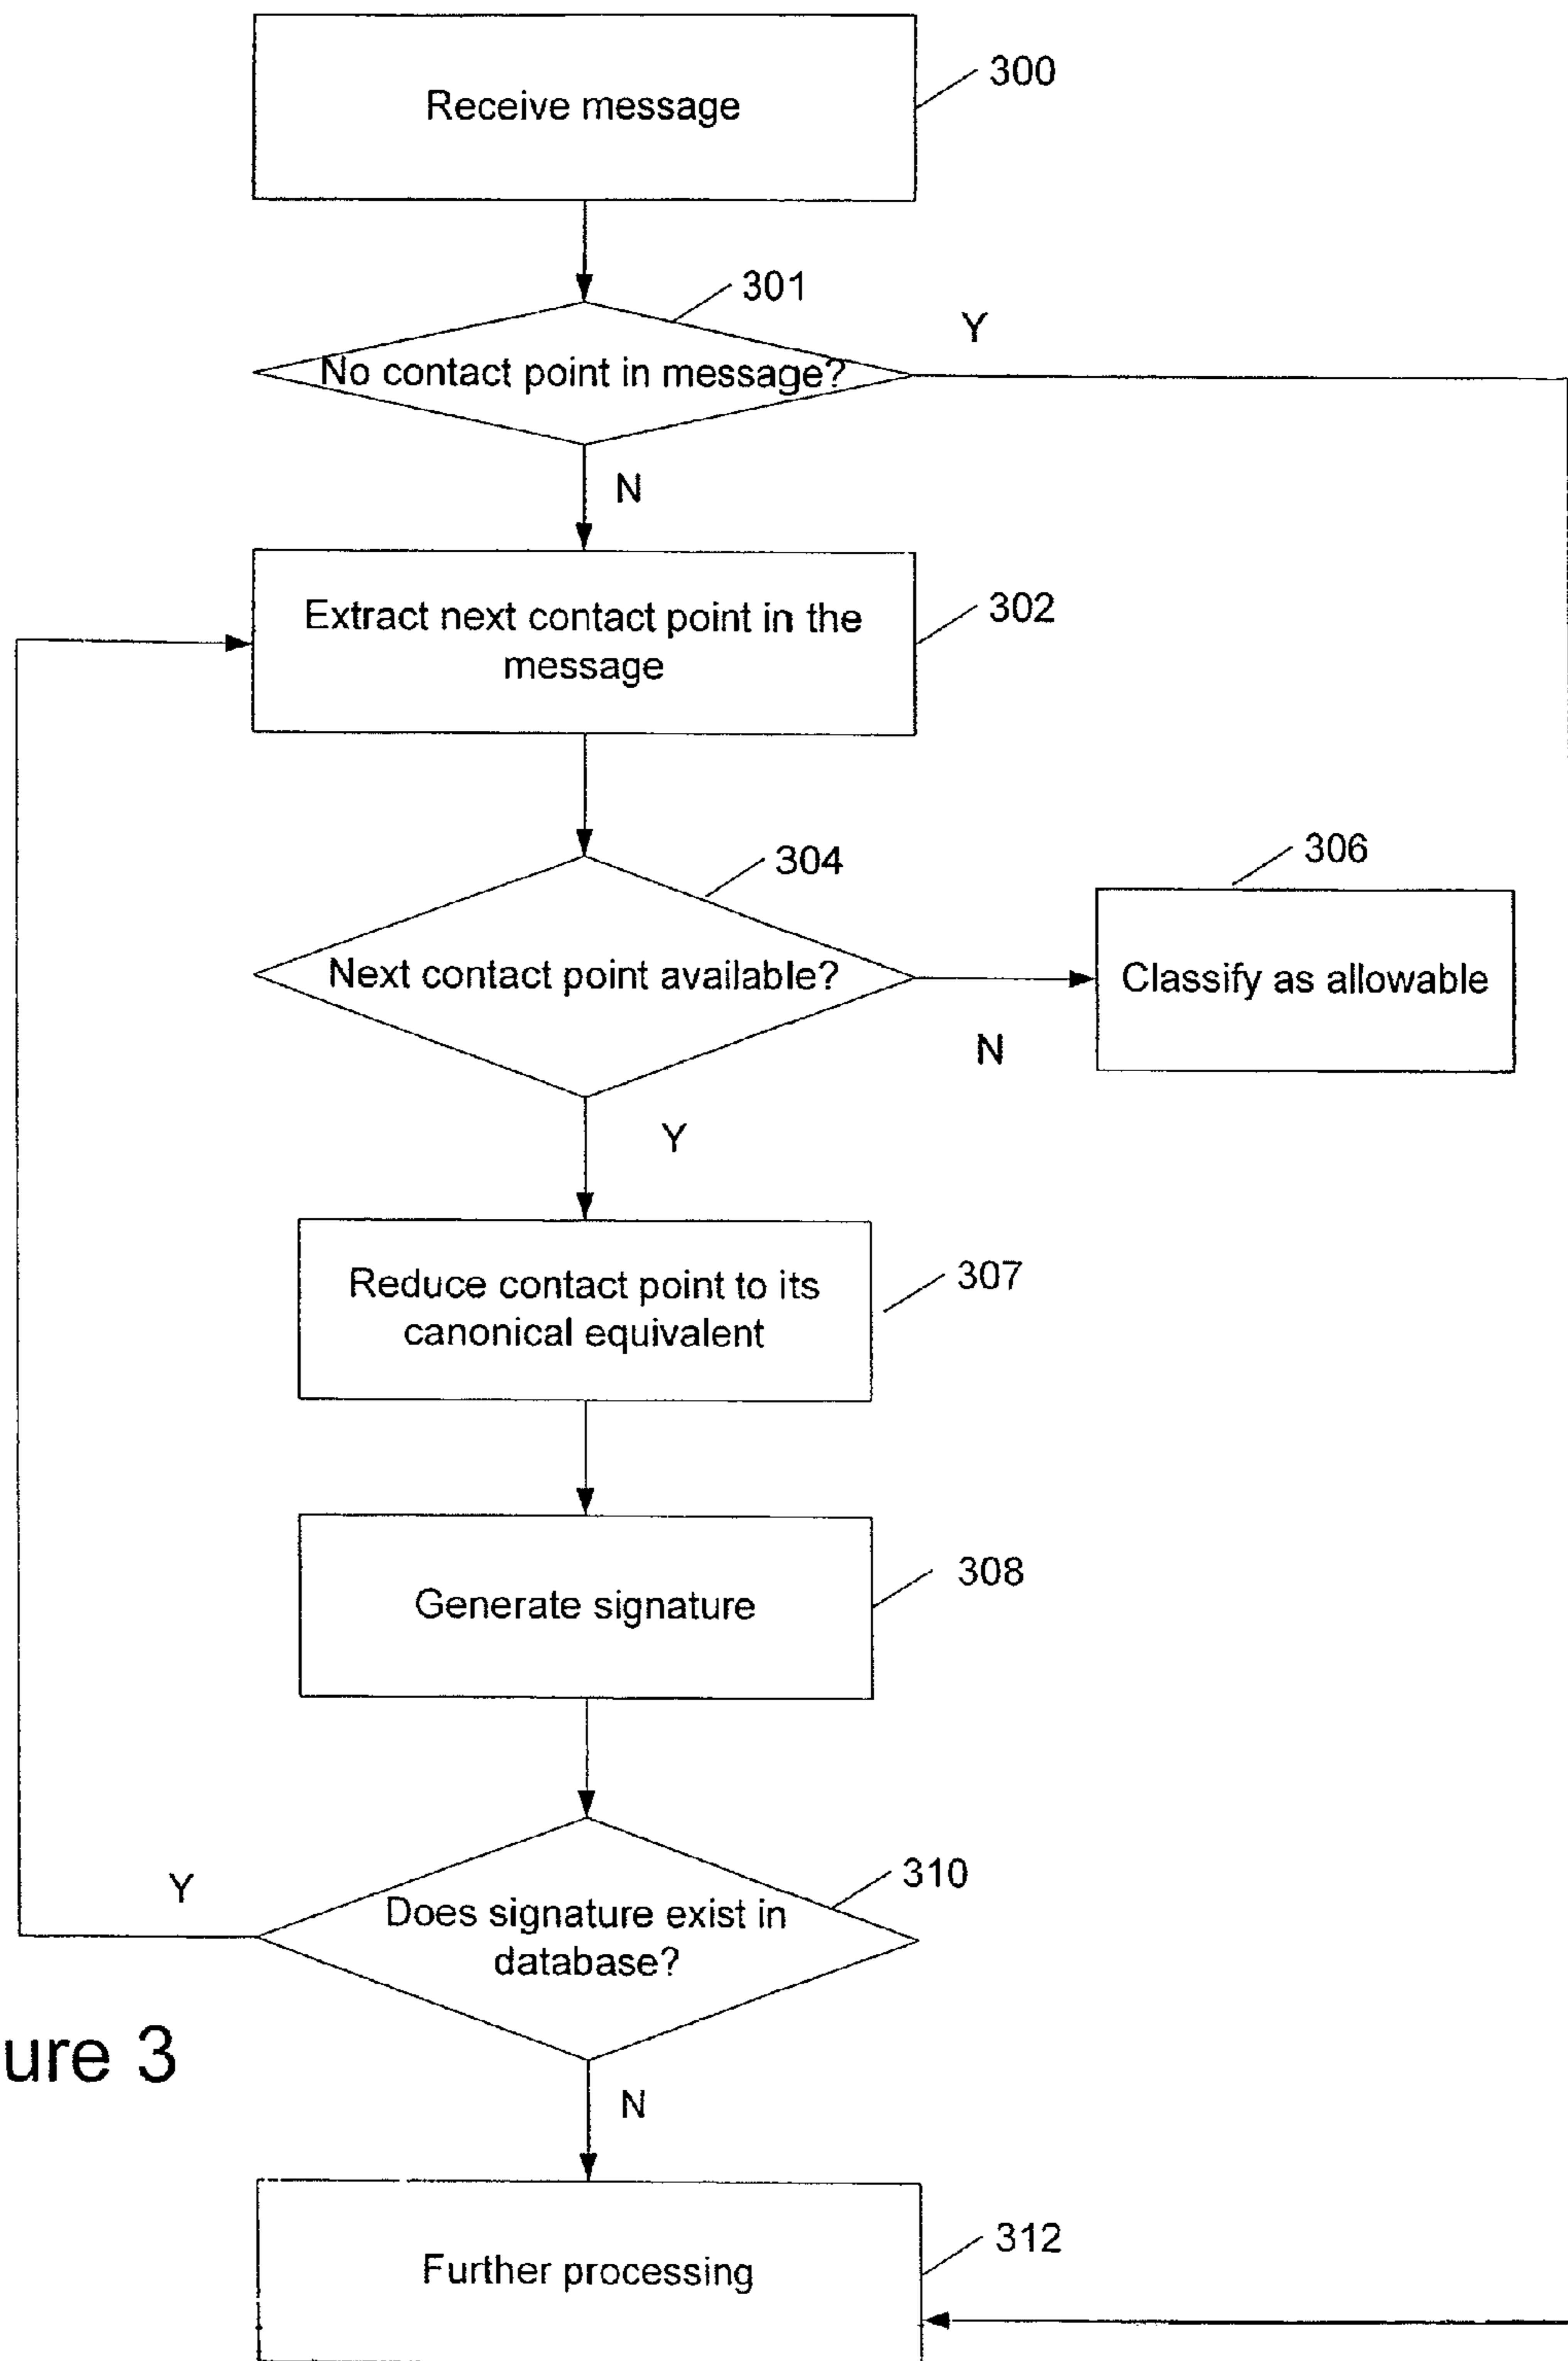 Receive message
300
301
No contact point in message?
Y
N
Extract next contact point in the
message
302
304
Next contact point available?
N
306
Classify as allowable
Y
Reduce contact point to its
canonical equivalent
307
Generate signature
308
310
Does signature exist in
database?
Y
N
ure 3
Further processing
312